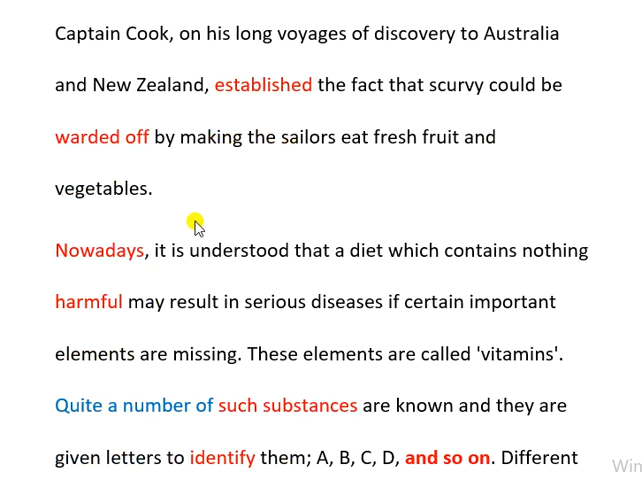 Captain Cook, on his long voyages of discovery to Australia
and New Zealand, established the fact that scurvy could be
warded off by making the sailors eat fresh fruit and
vegetables.
Nowadays, it is understood that a diet which contains nothing
harmful may result in serious diseases if certain important
elements are missing. These elements are called 'vitamins'.
Quite a number of such substances are known and they are
given letters to identify them; A, B, C, D, and so on. Different
Win